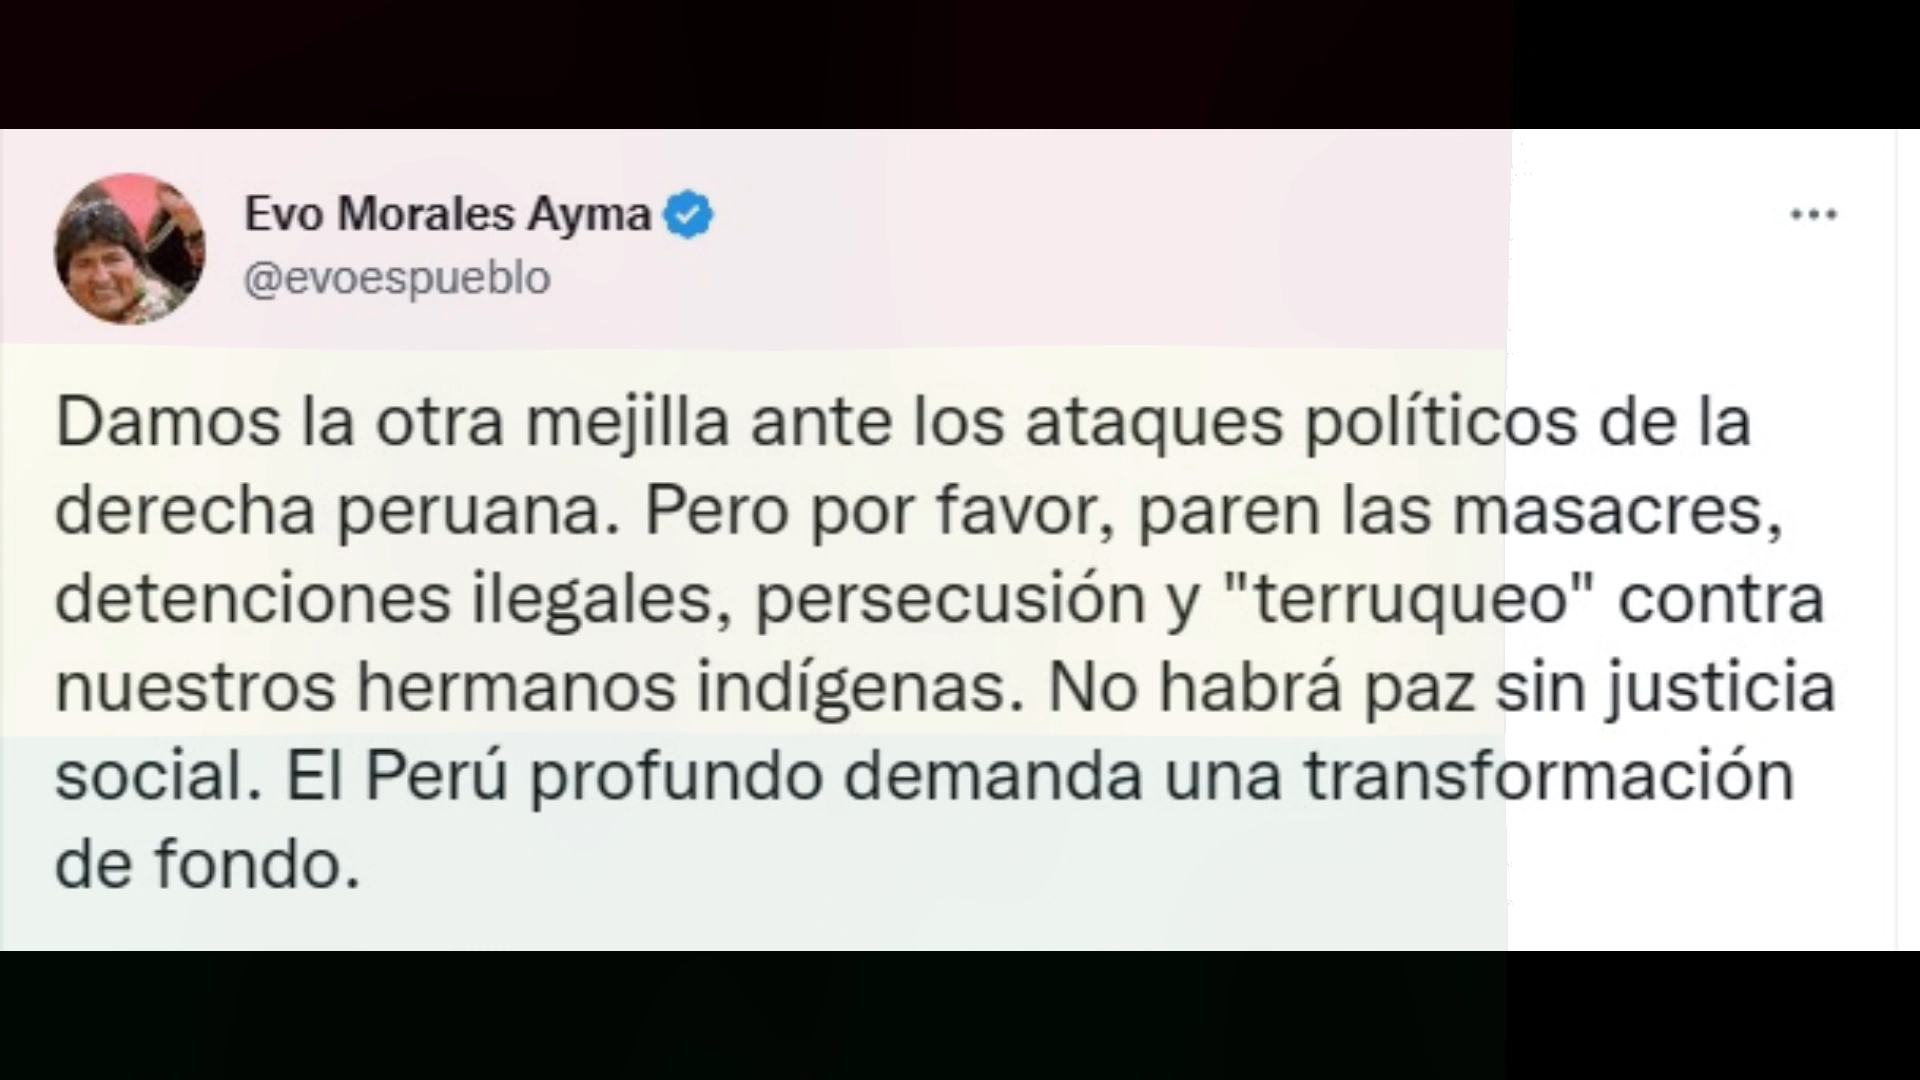 Evo Morales Ayma
@evoespueblo
Damos la otra mejilla ante los ataques políticos de la
derecha peruana. Pero por favor, paren las masacres,
detenciones ilegales, persecusión y "terruqueo" contra
nuestros hermanos indígenas. No habrá paz sin justicia
social. El Perú profundo demanda una transformación
de fondo.